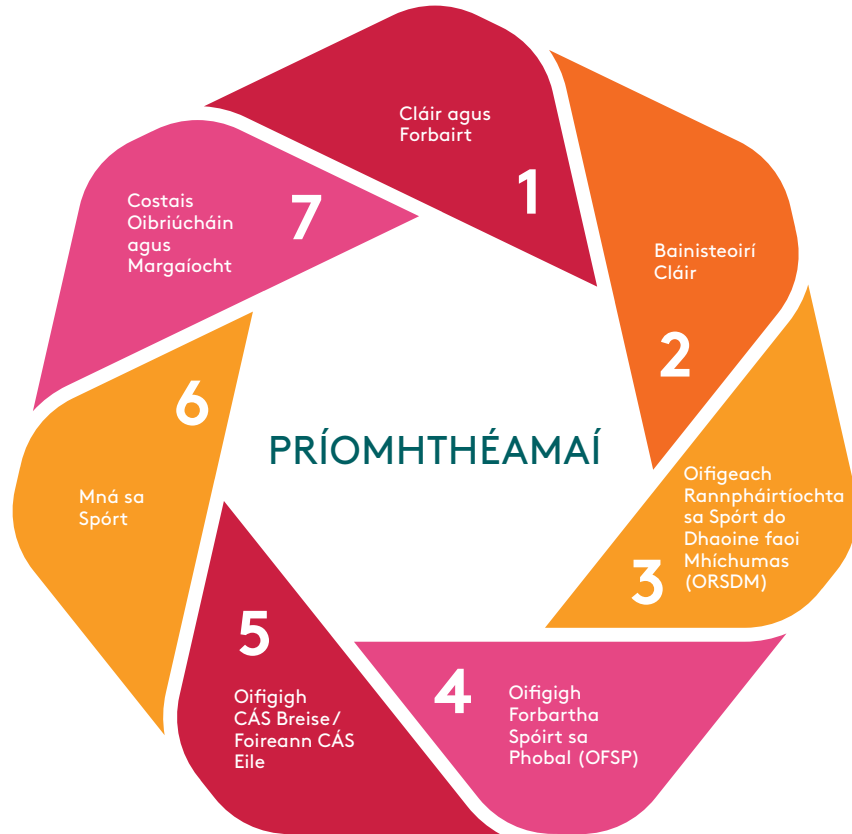 Cláir agus
Forbairt
1
Bainisteoirí
Cláir
2
Oifigeach
Rannpháirtíochta
sa Spórt do
Dhaoine faoi
Mhíchumas
(ORSDM)
3
4
Oifigigh
Forbartha
Spóirt sa
Phobal (OFSP)
5
Oifigigh
CÁS Breise/
Foireann CÁS
Eile
6
Mná sa
Spórt
7
Costais
Oibriúcháin
agus
Margaíocht
PRÍOMHTHÉAMAÍ